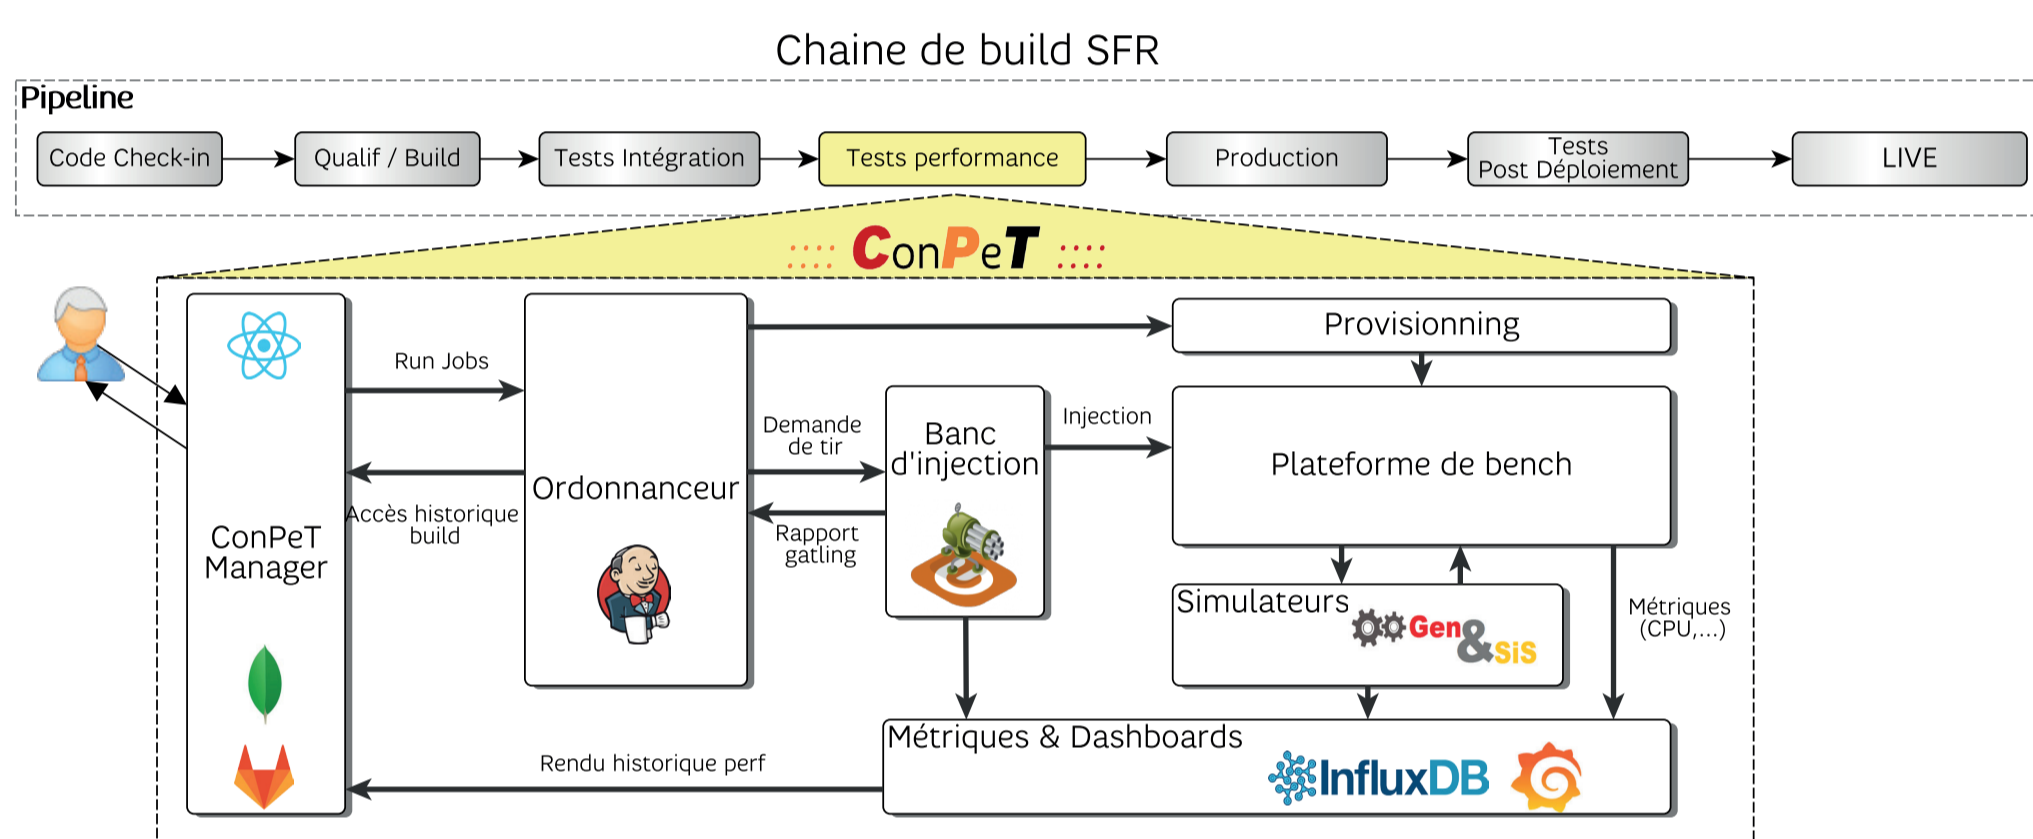 Chaine de build SFR
Pipeline
Code Check-in
Qualif / Build
Tests Intégration
Tests performance
Production
Tests
Post Déploiement
LIVE
ConPeT
Run Jobs
Accès historique
build
ConPeT
Manager
Ordonnanceur
Demande
de tir
Rapport
gatling
Banc
d'injection
Injection
Provisionning
Plateforme de bench
Simulateurs
Gen&SiS
Métriques
(CPU,...)
Métriques & Dashboards
InfluxDB
Rendu historique perf